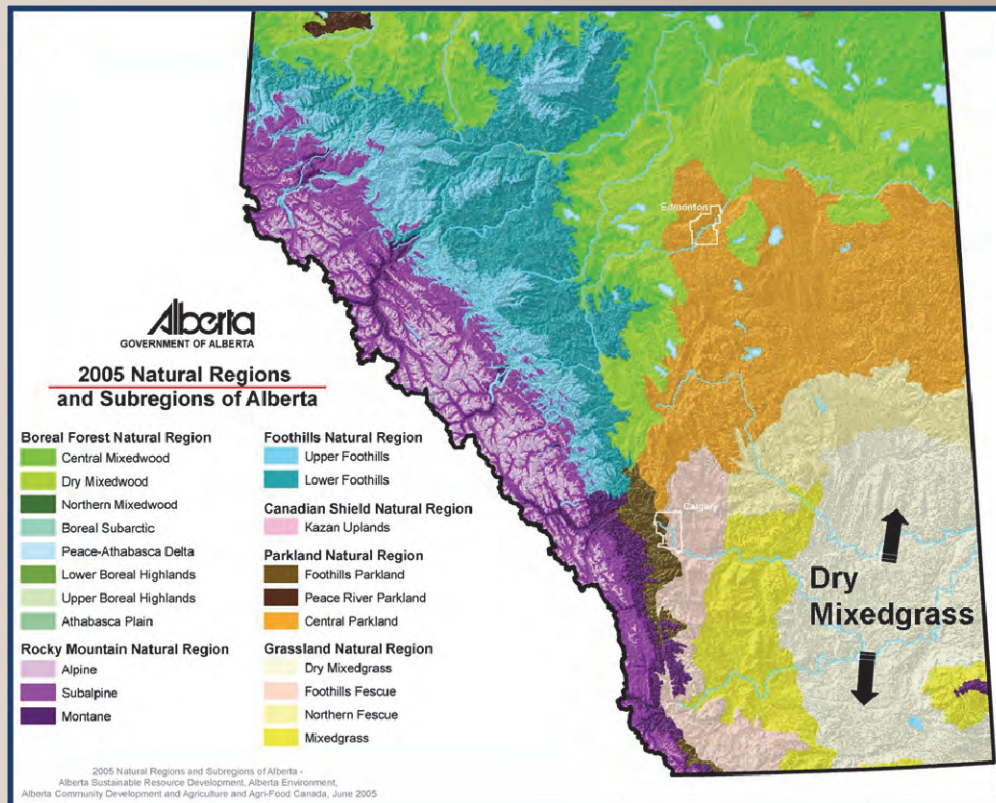 Edmonton
Calgary
Dry
Mixedgrass
Alberta
GOVERNMENT OF ALBERTA
2005 Natural Regions
and Subregions of Alberta
Boreal Forest Natural Region
Central Mixedwood
Dry Mixedwood
Northern Mixedwood
Boreal Subarctic
Peace-Athabasca Delta
Lower Boreal Highlands
Upper Boreal Highlands
Athabasca Plain
Rocky Mountain Natural Region
Alpine
Subalpine
Montane
Foothills Natural Region
Upper Foothills
Lower Foothills
Canadian Shield Natural Region
Kazan Uplands
Parkland Natural Region
Foothills Parkland
Peace River Parkland
Central Parkland
Grassland Natural Region
Dry Mixedgrass
Foothills Fescue
Northern Fescue
Mixedgrass
2005 Natural Regions and Subregions of Alberta -
Alberta Sustainable Resource Development, Alberta Environment,
Alberta Community Development and Agriculture and Agri-Food Canada, June 2005